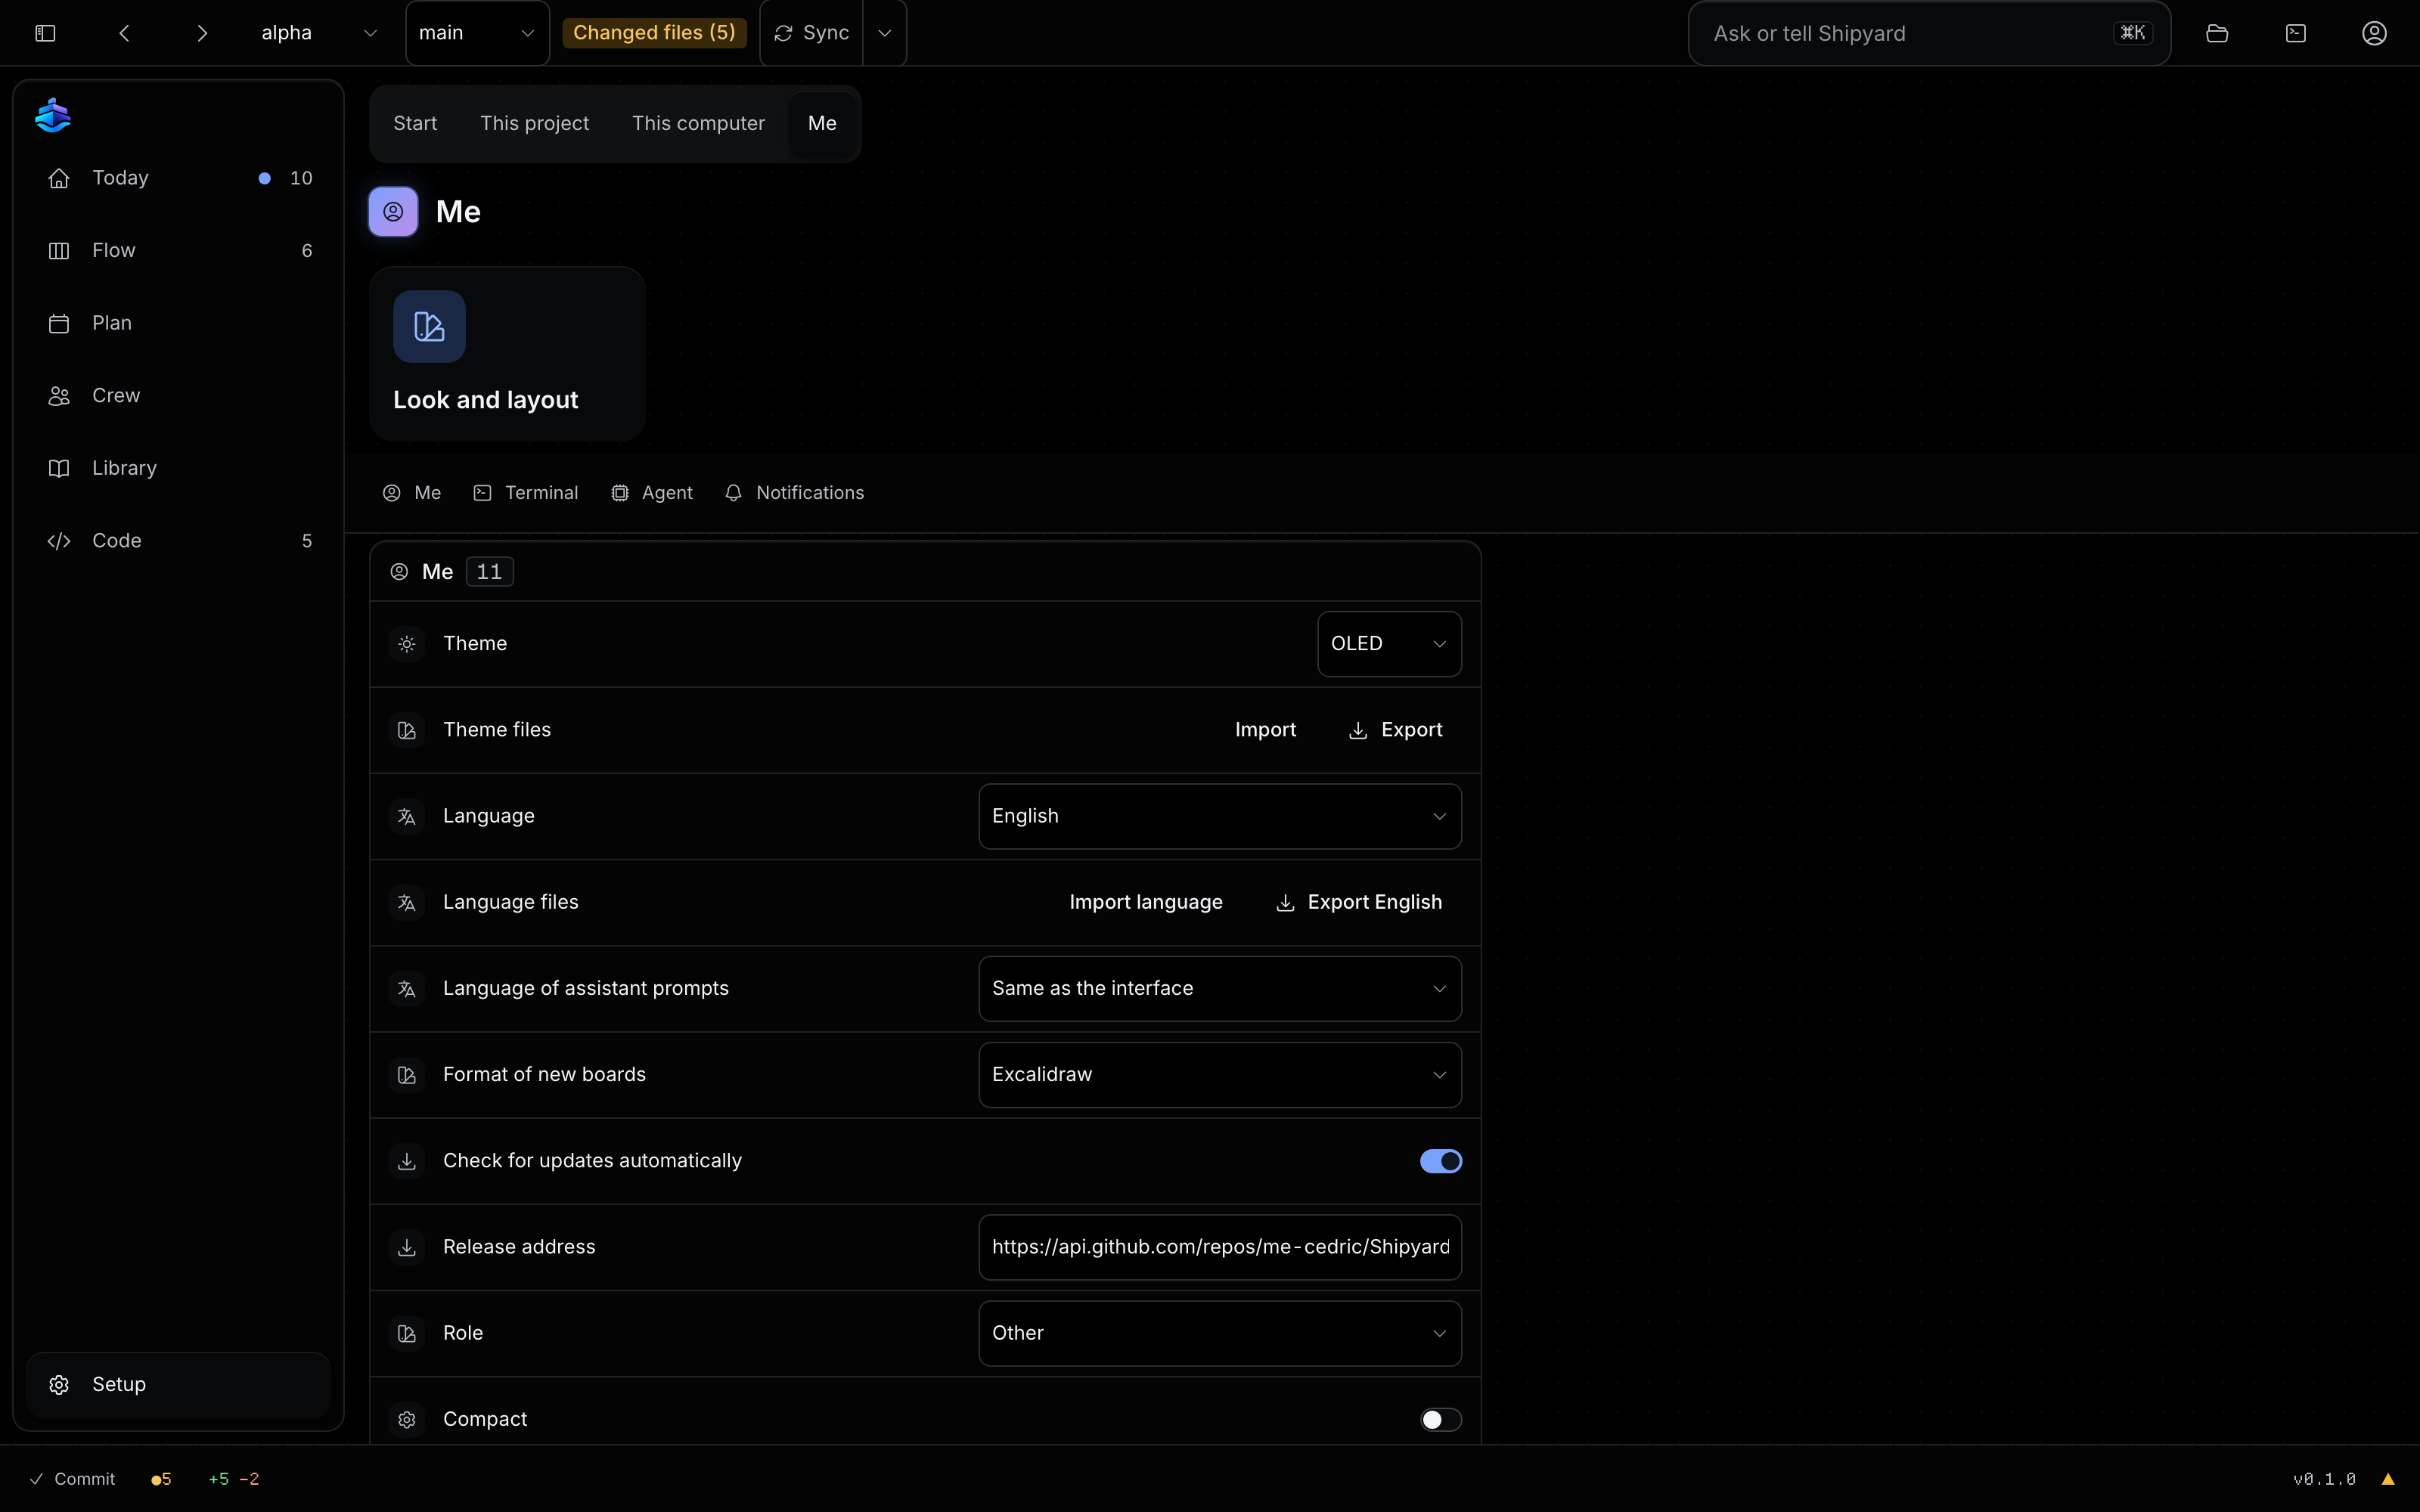 alpha
main
Changed files (5)
Sync
Ask or tell Shipyard
⌘K
Start
This project
This computer
Me
Today
10
Flow
6
Plan
Crew
Library
Code
5
Setup
Me
Look and layout
Me
Terminal
Agent
Notifications
Me 11
Theme
OLED
Theme files
Import
Export
Language
English
Language files
Import language
Export English
Language of assistant prompts
Same as the interface
Format of new boards
Excalidraw
Check for updates automatically
Release address
https://api.github.com/repos/me-cedric/Shipyard
Role
Other
Compact
Commit
5
+5 -2
v0.1.0